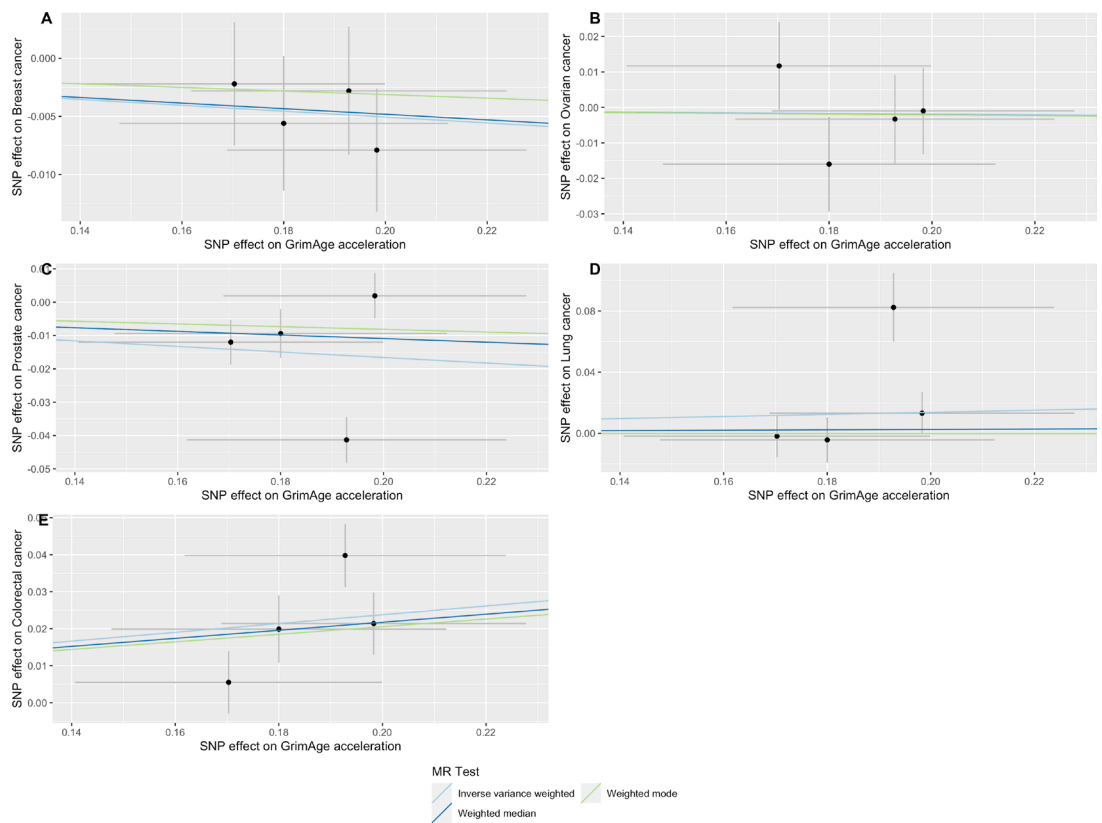 A
SNP effect on Breast cancer
0.000
-0.005
-0.010
0.14
0.16
0.18
0.20
0.22
SNP effect on GrimAge acceleration
B
SNP effect on Ovarian cancer
0.02
0.01
0.00
-0.01
-0.02
-0.03
0.14
0.16
0.18
0.20
0.22
SNP effect on GrimAge acceleration
C
SNP effect on Prostate cancer
0.00
-0.01
-0.02
-0.03
-0.04
-0.05
0.14
0.16
0.18
0.20
0.22
SNP effect on GrimAge acceleration
D
SNP effect on Lung cancer
0.08
0.04
0.00
0.14
0.16
0.18
0.20
0.22
SNP effect on GrimAge acceleration
E
SNP effect on Colorectal cancer
0.04
0.03
0.02
0.01
0.00
0.14
0.16
0.18
0.20
0.22
SNP effect on GrimAge acceleration
MR Test
Inverse variance weighted
Weighted mode
Weighted median